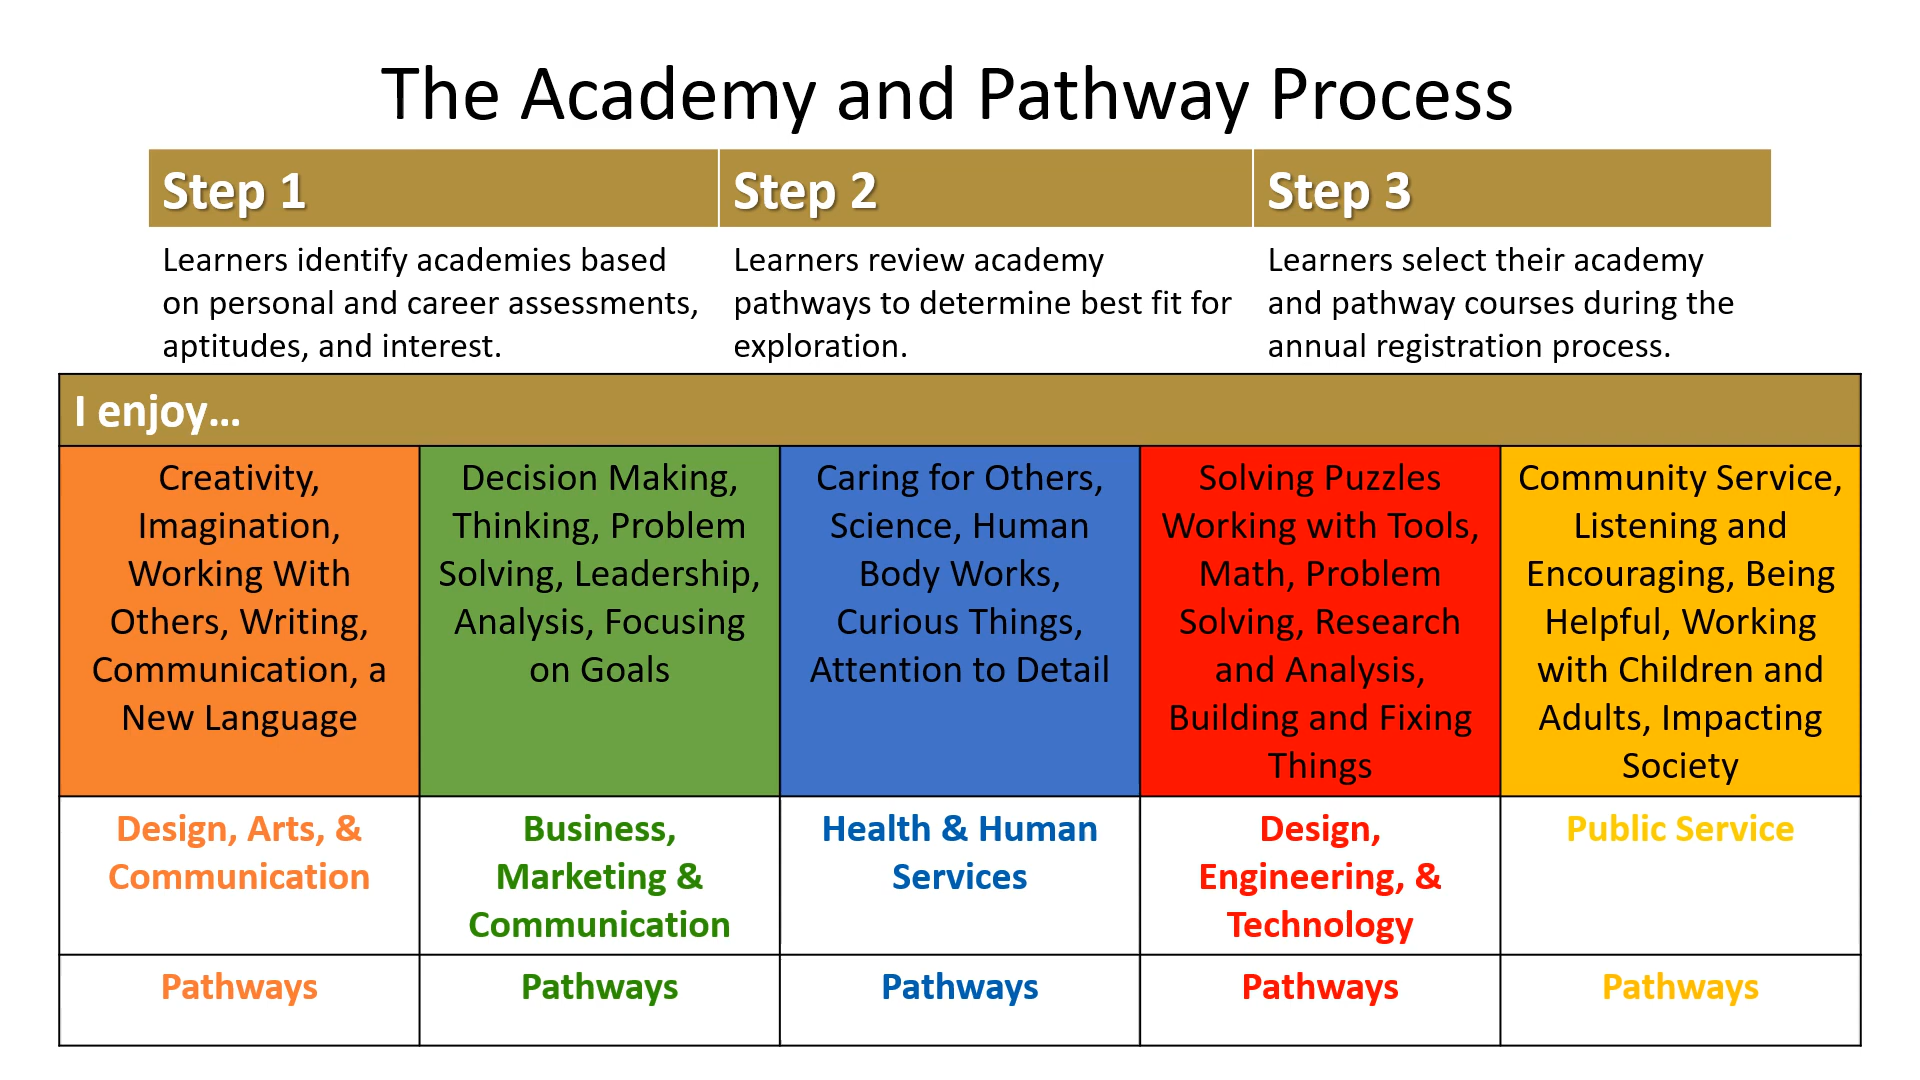 The Academy and Pathway Process
Step 1
Step 2
Step 3
Learners identify academies based
on personal and career assessments,
aptitudes, and interest.
Learners review academy
pathways to determine best fit for
exploration.
Learners select their academy
and pathway courses during the
annual registration process.
I enjoy...
Creativity,
Imagination,
Working With
Others, Writing,
Communication, a
New Language
Decision Making,
Thinking, Problem
Solving, Leadership,
Analysis, Focusing
on Goals
Caring for Others,
Science, Human
Body Works,
Curious Things,
Attention to Detail
Solving Puzzles
Working with Tools,
Math, Problem
Solving, Research
and Analysis,
Building and Fixing
Things
Community Service,
Listening and
Encouraging, Being
Helpful, Working
with Children and
Adults, Impacting
Society
Design, Arts, &
Communication
Business,
Marketing &
Communication
Health & Human
Services
Design,
Engineering, &
Technology
Public Service
Pathways
Pathways
Pathways
Pathways
Pathways